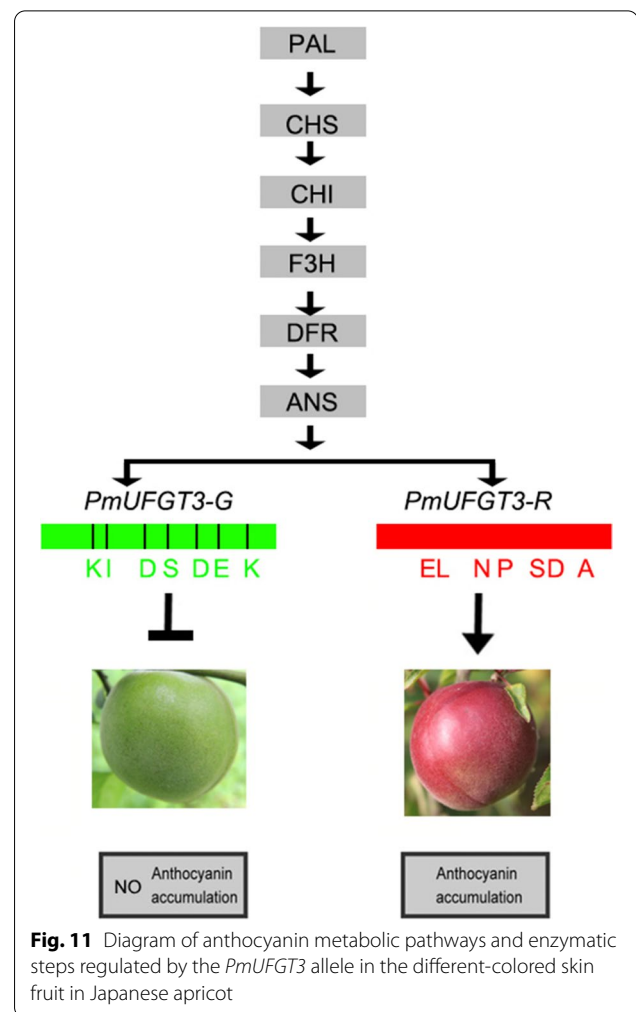 PAL
CHS
CHI
F3H
DFR
ANS
PmUFGT3-G
PmUFGT3-R
KI DS DE K
EL NP SD A
NO Anthocyanin accumulation
Anthocyanin
accumulation
Fig. 11 Diagram of anthocyanin metabolic pathways and enzymatic
steps regulated by the PmUFGT3 allele in the different-colored skin
fruit in Japanese apricot